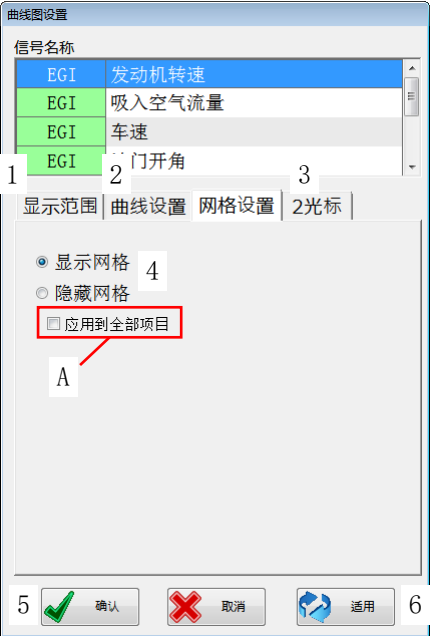 曲线图设置
信号名称
EGI 发动机转速
EGI 吸入空气流量
EGI 车速
EGI 门开角
1 2 3
显示范围 曲线设置 网格设置 2光标
显示网格
4
隐藏网格
应用到全部项目
A
5 确认 取消 适用 6